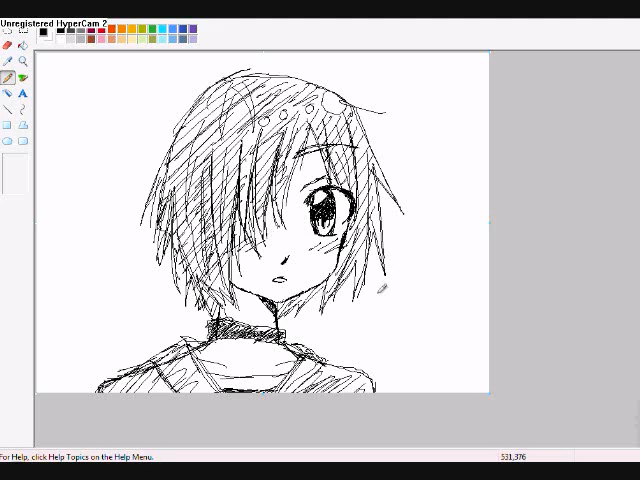 Unregistered HyperCam 2
For Help, click Help Topics on the Help Menu.
531,376